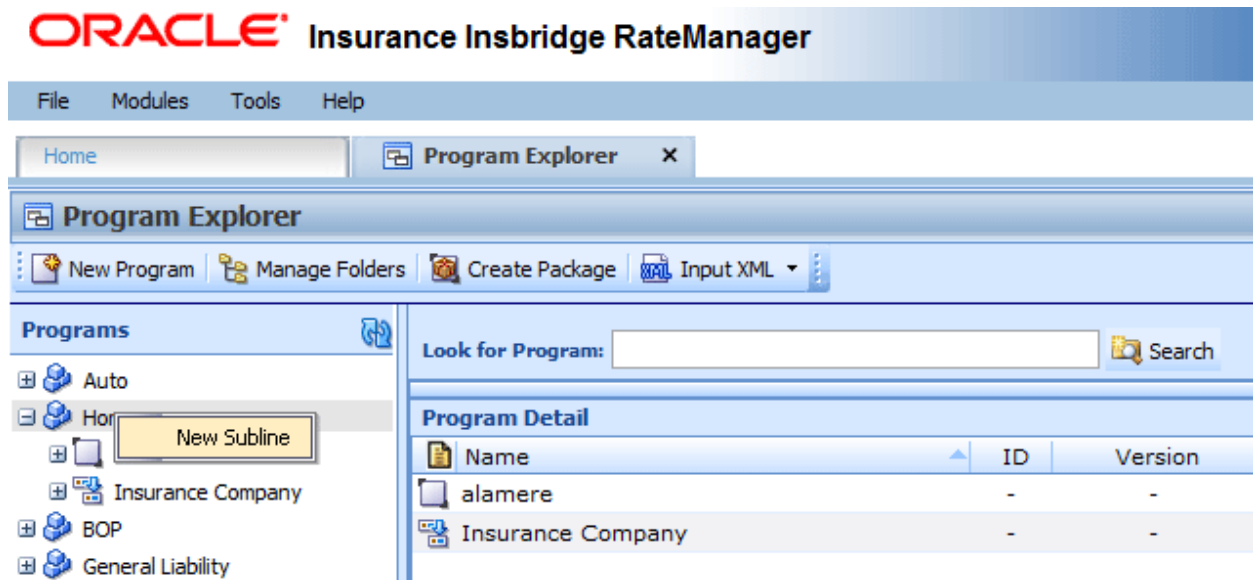 ORACLE Insurance Insbridge RateManager
File Modules Tools Help
Home Program Explorer x
Program Explorer
New Program Manage Folders Create Package XML Input XML
Programs
Look for Program: Search
Auto
New Subline
Insurance Company
BOP
General Liability
Program Detail
Name ID Version
alamere - -
Insurance Company - -